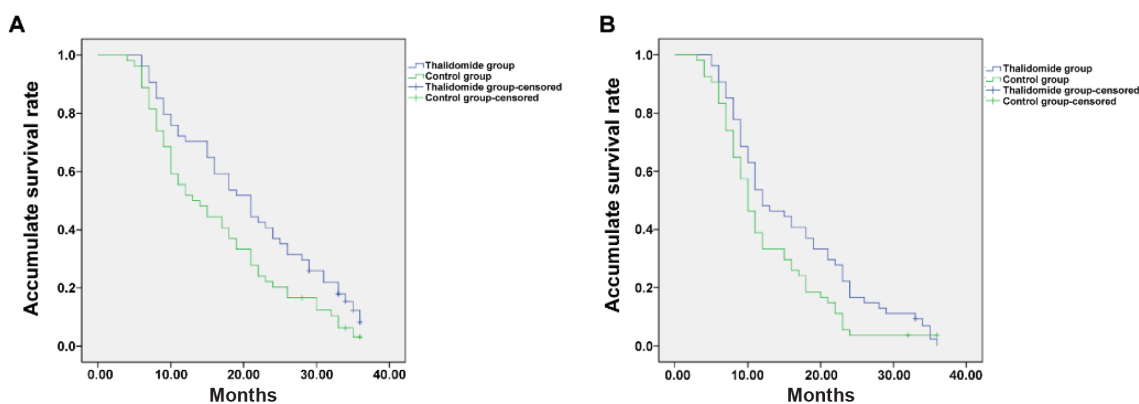 A
Accumulate survival rate
1.0
0.8
0.6
0.4
0.2
0.0
0.00
10.00
20.00
30.00
40.00
Months
Thalidomide group
Control group
Thalidomide group-censored
Control group-censored
B
Accumulate survival rate
1.0
0.8
0.6
0.4
0.2
0.0
0.00
10.00
20.00
30.00
40.00
Months
Thalidomide group
Control group
Thalidomide group-censored
Control group-censored